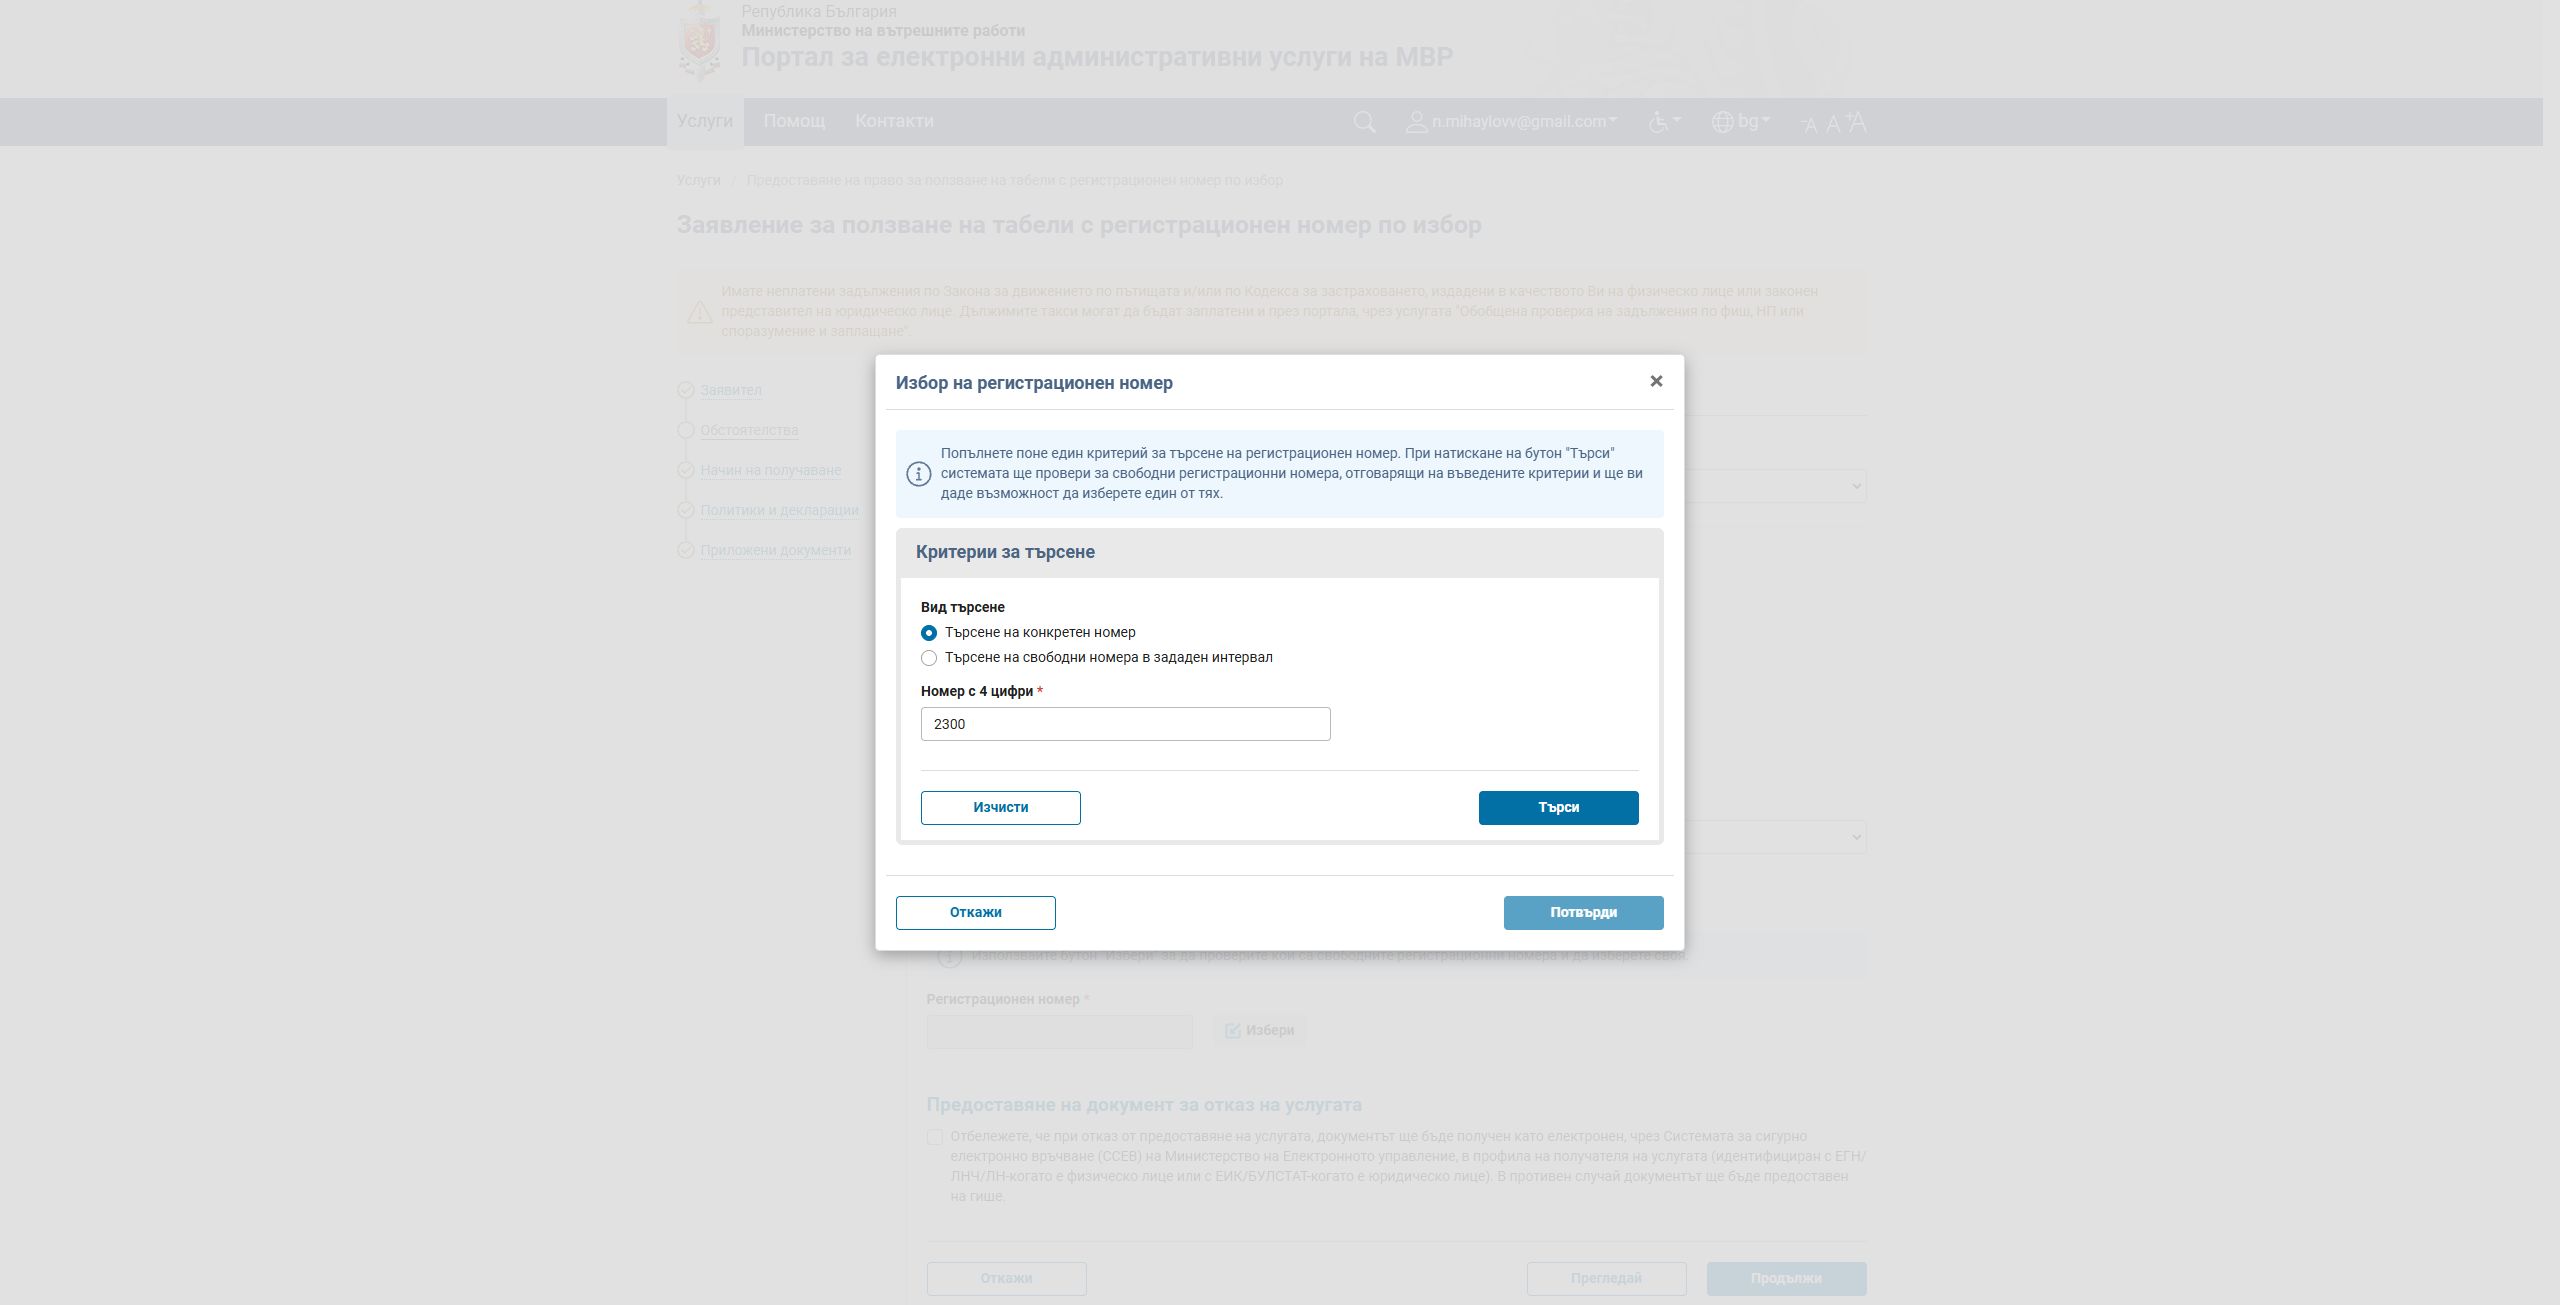 Република България
Министерство на вътрешните работи
Портал за електронни административни услуги на МВР
Услуги Помощ Контакти n.mihaylovv@gmail.com bg -A A +A
Услуги / Предоставяне на право за ползване на табели с регистрационен номер по избор
Заявление за ползване на табели с регистрационен номер по избор
Имате неплатени задължения по Закона за движението по пътищата и/или по Кодекса за застраховането, издадени в качеството Ви на физическо лице или законен
представител на юридическо лице. Дължимите такси могат да бъдат заплатени и през портала, чрез услугата "Обобщена проверка на задължения по фиш, НП или
споразумение и заплащане".
Заявител
Обстоятелства
Начин на получаване
Политики и декларации
Приложени документи
Избор на регистрационен номер ×
Попълнете поне един критерий за търсене на регистрационен номер. При натискане на бутон "Търси"
системата ще провери за свободни регистрационни номера, отговарящи на въведените критерии и ще ви
даде възможност да изберете един от тях.
Критерии за търсене
Вид търсене
Търсене на конкретен номер
Търсене на свободни номера в зададен интервал
Номер с 4 цифри *
2300
Изчисти Търси
Откажи Потвърди
Използвайте бутон "Избери" за да проверите кои са свободните регистрационни номера и да изберете своя.
Регистрационен номер *
Избери
Предоставяне на документ за отказ на услугата
Отбележете, че при отказ от предоставяне на услугата, документът ще бъде получен като електронен, чрез Системата за сигурно
електронно връчване (ССЕВ) на Министерство на Електронното управление, в профила на получателя на услугата (идентифициран с ЕГН/
ЛНЧ/ЛН-когато е физическо лице или с ЕИК/БУЛСТАТ-когато е юридическо лице). В противен случай документът ще бъде предоставен
на гише.
Откажи Прегледай Продължи